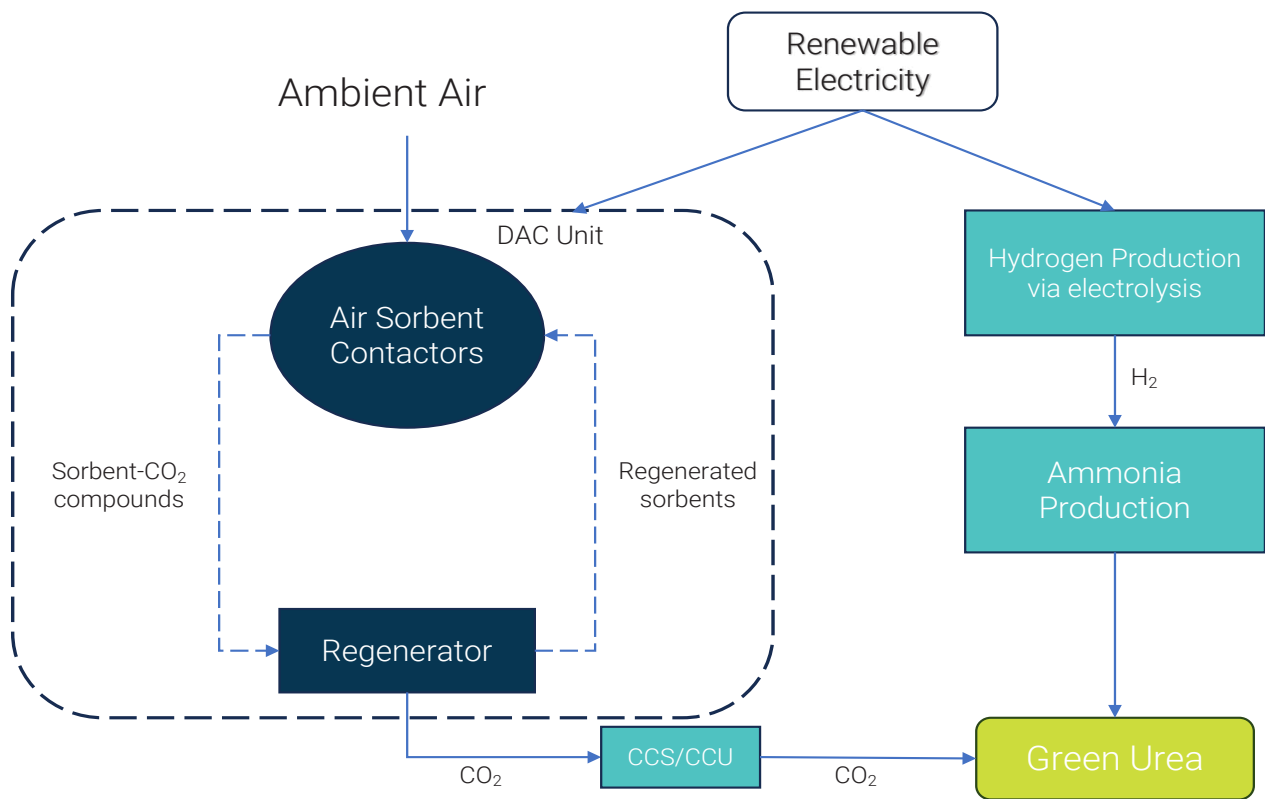 Renewable
Electricity
Ambient Air
DAC Unit
Air Sorbent
Contactors
Hydrogen Production
via electrolysis
H₂
Sorbent-CO₂
compounds
Regenerated
sorbents
Ammonia
Production
Regenerator
CO₂
CCS/CCU
CO₂
Green Urea